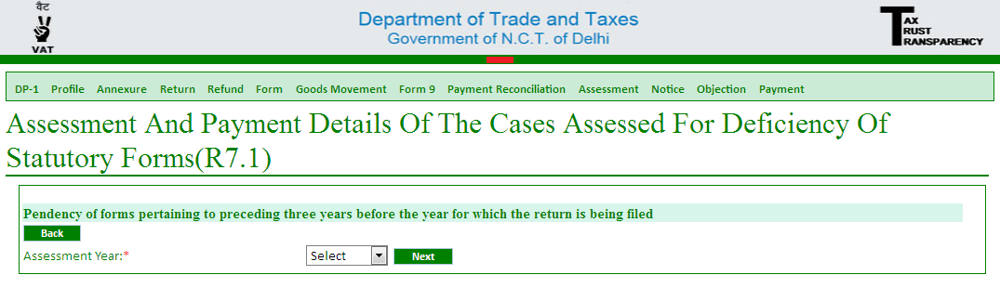 वैट
VAT
Department of Trade and Taxes
Government of N.C.T. of Delhi
TAX
TRUST
TRANSPARENCY
DP-1 Profile Annexure Return Refund Form Goods Movement Form 9 Payment Reconciliation Assessment Notice Objection Payment
Assessment And Payment Details Of The Cases Assessed For Deficiency Of
Statutory Forms(R7.1)
Pendency of forms pertaining to preceding three years before the year for which the return is being filed
Back
Assessment Year:* Select Next